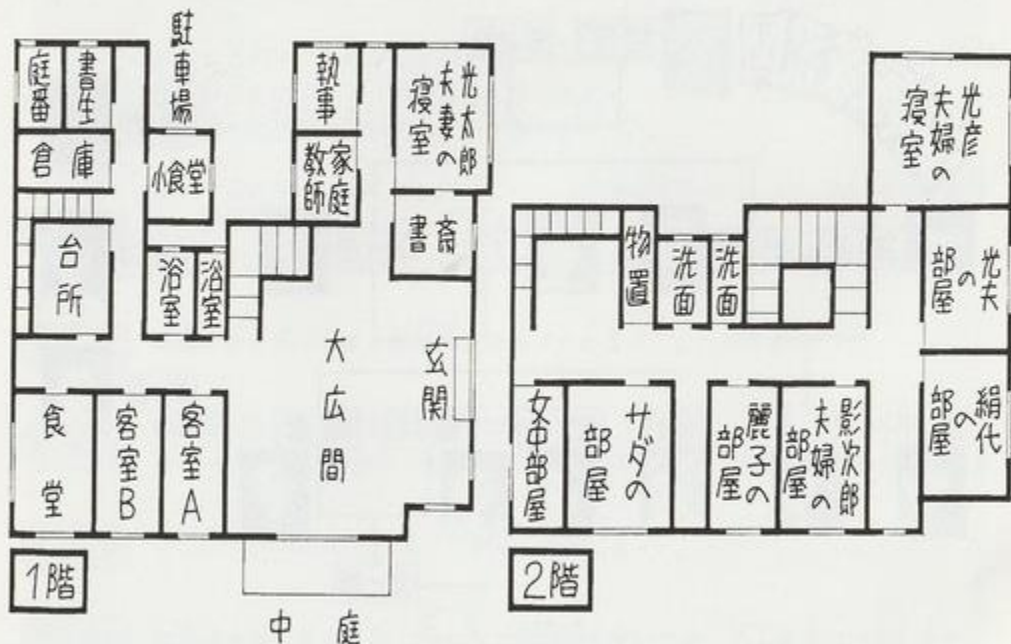 駐車場
庭番
書生
執事
光太郎夫妻の寝室
倉庫
小食堂
家庭教師
書斎
台所
浴室
浴室
大広間
玄関
食堂
客室B
客室A
1階
中庭
光彦夫婦の寝室
物置
洗面
洗面
光夫の部屋
絹代の部屋
女中部屋
サダの部屋
麗子の部屋
影次郎夫婦の部屋
2階